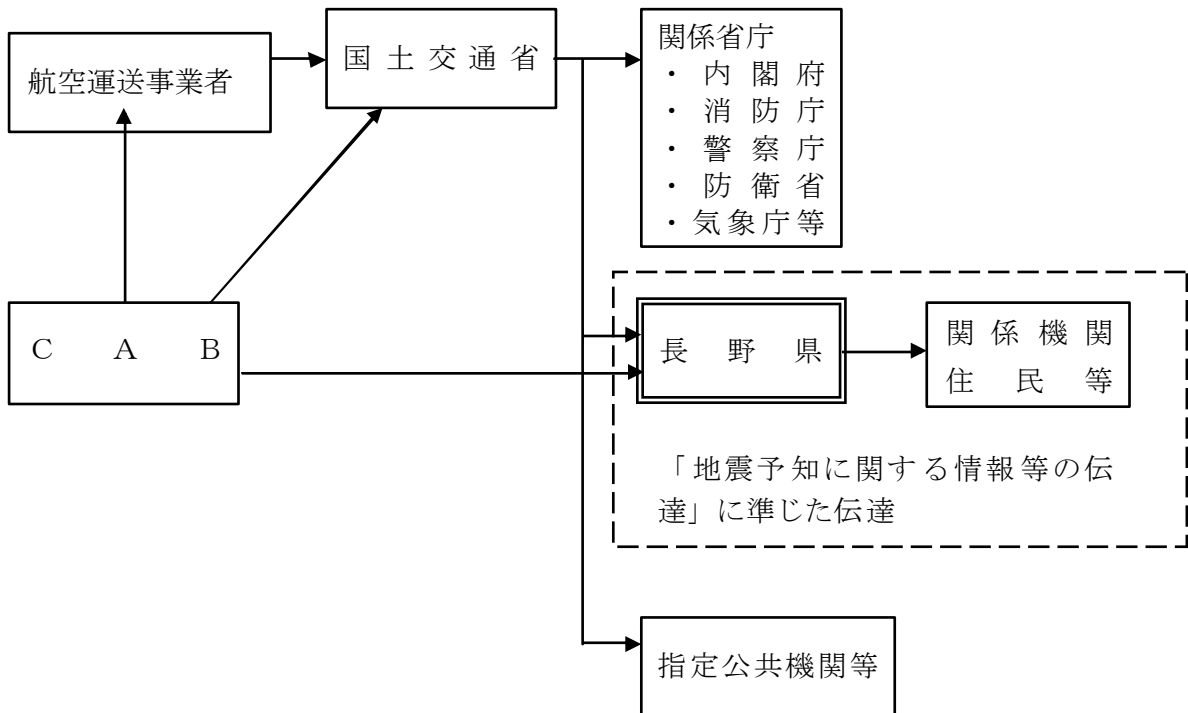 航空運送事業者
国土交通省
関係省庁
・内閣府
・消防庁
・警察庁
・防衛省
・気象庁等
CAB
長野県
関係機関
住民等
「地震予知に関する情報等の伝
達」に準じた伝達
指定公共機関等